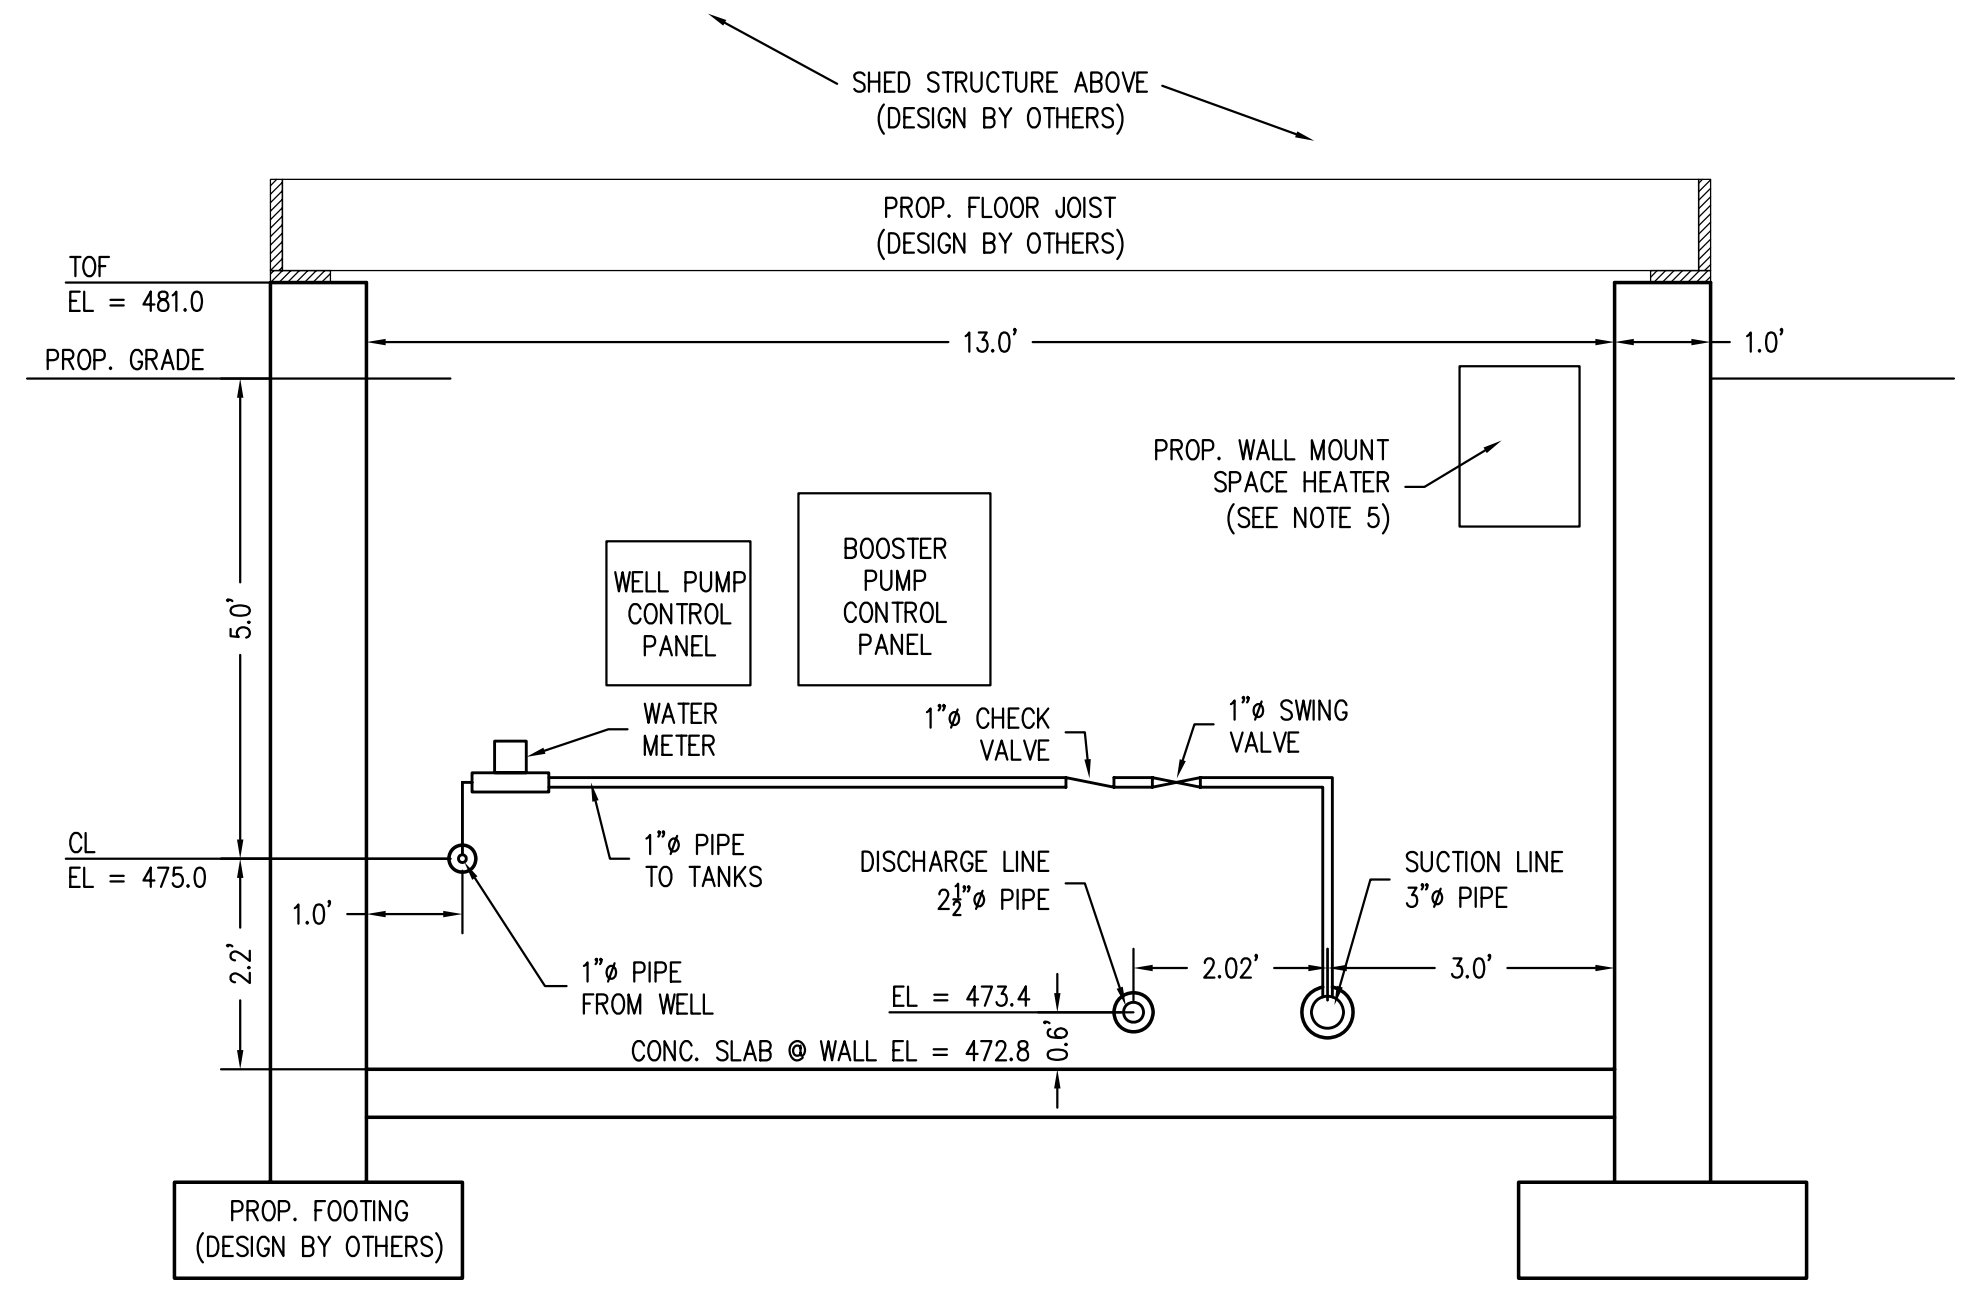 SHED STRUCTURE ABOVE
(DESIGN BY OTHERS)
PROP. FLOOR JOIST
(DESIGN BY OTHERS)
TOF
EL = 481.0
13.0'
1.0'
PROP. GRADE
PROP. WALL MOUNT
SPACE HEATER
(SEE NOTE 5)
WELL PUMP
CONTROL
PANEL
BOOSTER
PUMP
CONTROL
PANEL
5.0'
WATER
METER
1"ø CHECK
VALVE
1"ø SWING
VALVE
CL
EL = 475.0
1"ø PIPE
TO TANKS
DISCHARGE LINE
2½"ø PIPE
SUCTION LINE
3"ø PIPE
1.0'
2.2'
1"ø PIPE
FROM WELL
2.02'
3.0'
EL = 473.4
0.6'
CONC. SLAB @ WALL EL = 472.8
PROP. FOOTING
(DESIGN BY OTHERS)